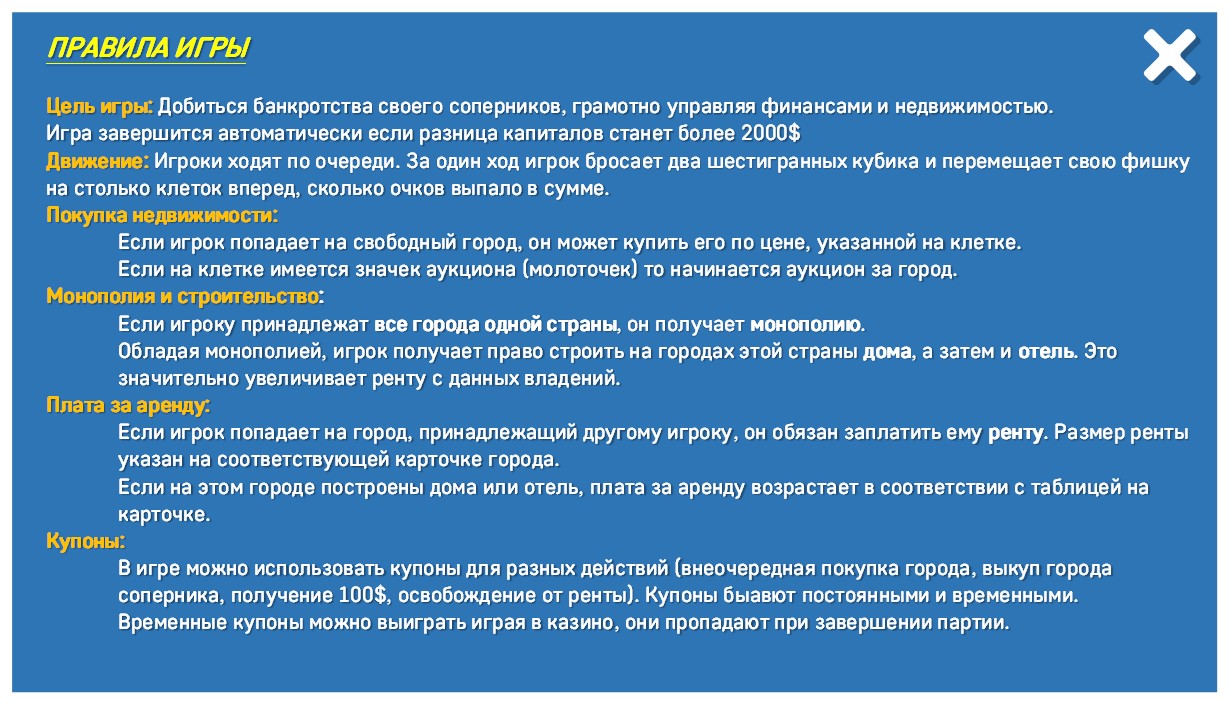 ПРАВИЛА ИГРЫ
Цель игры: Добиться банкротства своего соперников, грамотно управляя финансами и недвижимостью.
Игра завершится автоматически если разница капиталов станет более 2000$
Движение: Игроки ходят по очереди. За один ход игрок бросает два шестигранных кубика и перемещает свою фишку
на столько клеток вперед, сколько очков выпало в сумме.
Покупка недвижимости:
Если игрок попадает на свободный город, он может купить его по цене, указанной на клетке.
Если на клетке имеется значек аукциона (молоточек) то начинается аукцион за город.
Монополия и строительство:
Если игроку принадлежат все города одной страны, он получает монополию.
Обладая монополией, игрок получает право строить на городах этой страны дома, а затем и отель. Это
значительно увеличивает ренту с данных владений.
Плата за аренду:
Если игрок попадает на город, принадлежащий другому игроку, он обязан заплатить ему ренту. Размер ренты
указан на соответствующей карточке города.
Если на этом городе построены дома или отель, плата за аренду возрастает в соответствии с таблицей на
карточке.
Купоны:
В игре можно использовать купоны для разных действий (внеочередная покупка города, выкуп города
соперника, получение 100$, освобождение от ренты). Купоны быавют постоянными и временными.
Временные купоны можно выиграть играя в казино, они пропадают при завершении партии.